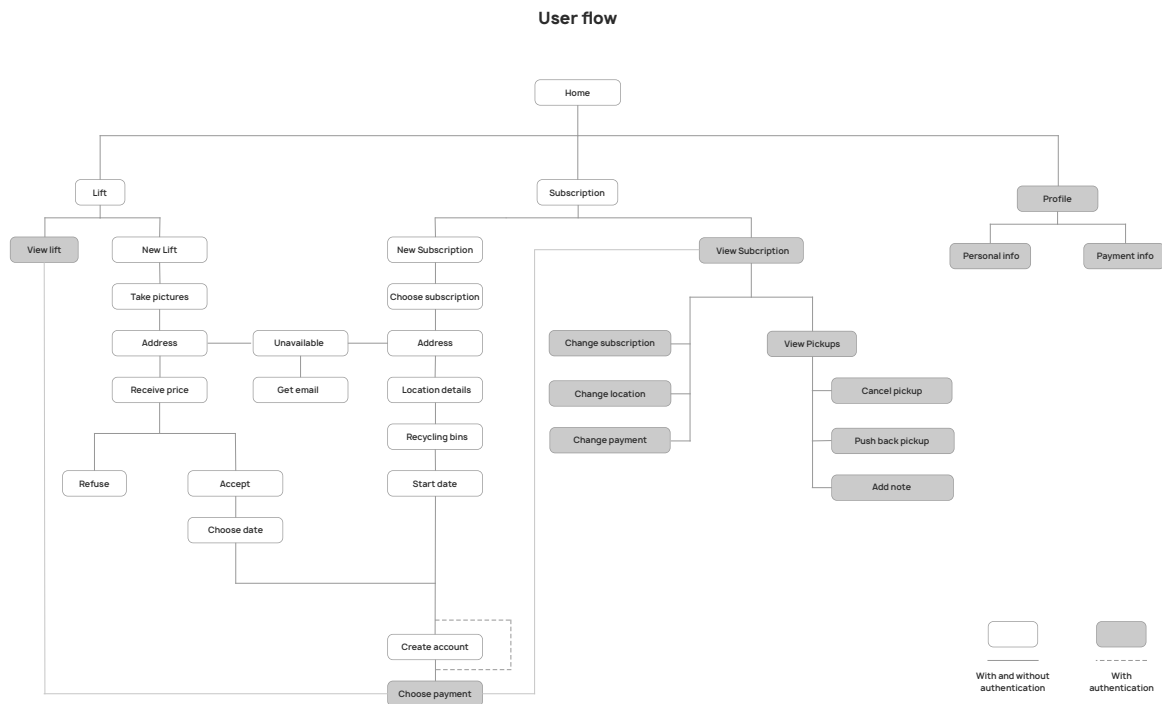 User flow
Home
Lift
Subscription
Profile
View lift
New Lift
New Subscription
View Subcription
Personal info
Payment info
Take pictures
Choose subscription
Address
Unavailable
Address
Change subscription
View Pickups
Receive price
Get email
Location details
Change location
Cancel pickup
Recycling bins
Change payment
Push back pickup
Refuse
Accept
Start date
Add note
Choose date
Create account
Choose payment
With and without
authentication
With
authentication